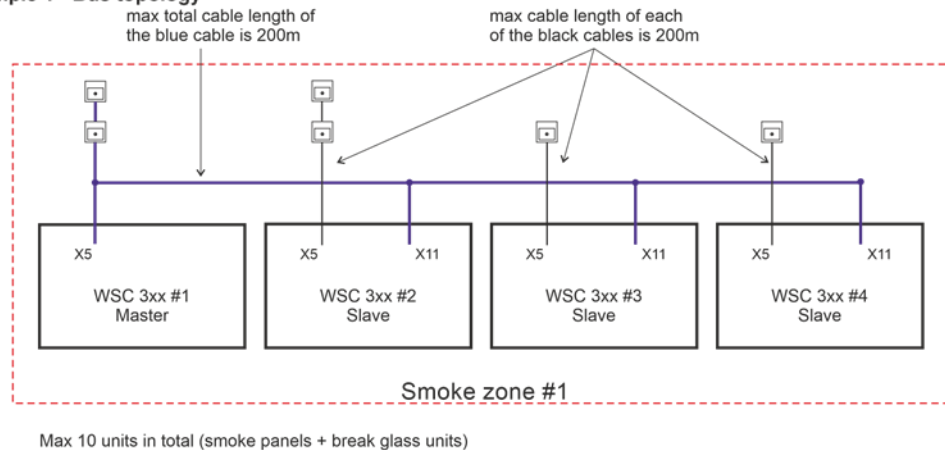 Bus topology
max total cable length of
the blue cable is 200m
max cable length of each
of the black cables is 200m
X5
X5
X11
X5
X11
X5
X11
WSC 3xx #1
Master
WSC 3xx #2
Slave
WSC 3xx #3
Slave
WSC 3xx #4
Slave
Smoke zone #1
Max 10 units in total (smoke panels + break glass units)